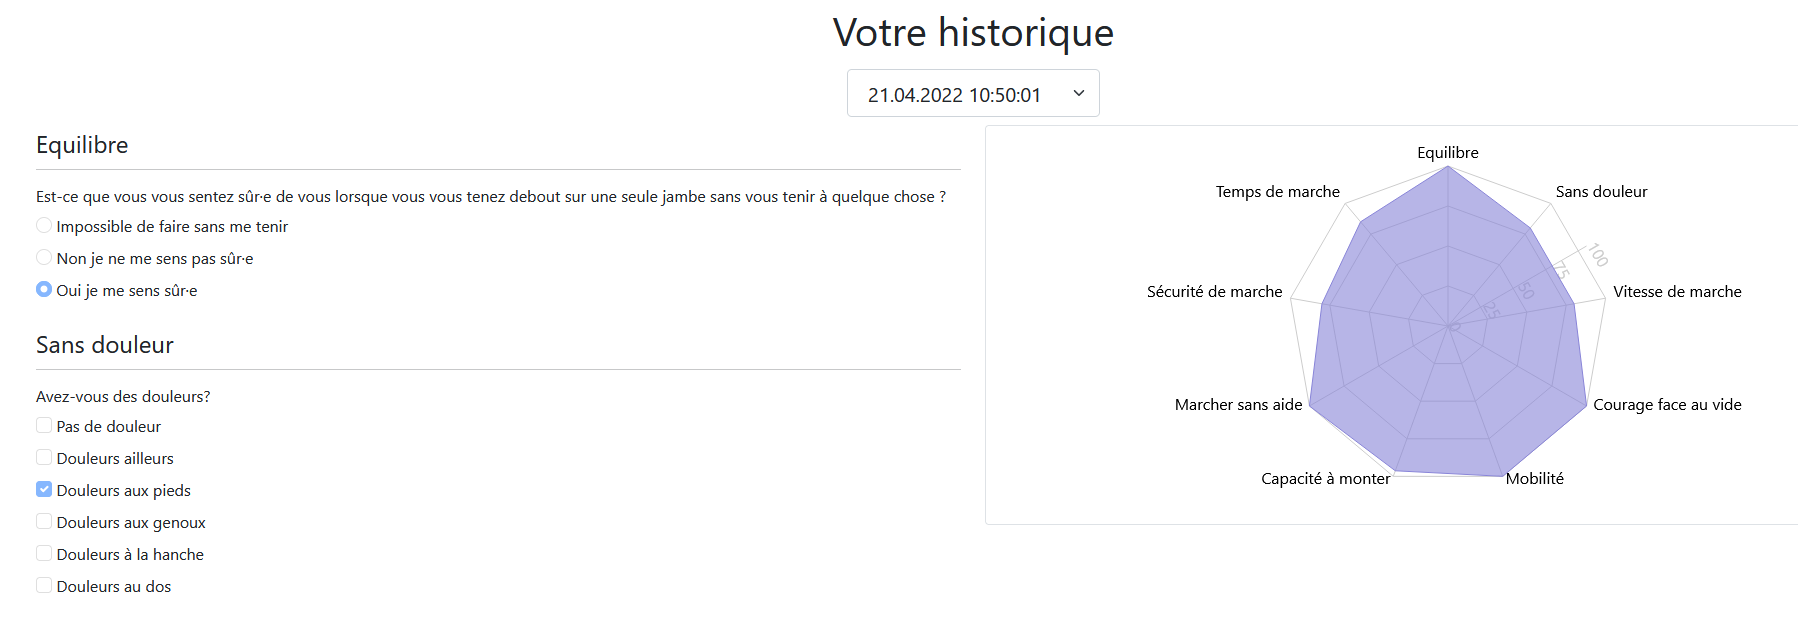 Votre historique
21.04.2022 10:50:01
Equilibre
Est-ce que vous vous sentez sûr·e de vous lorsque vous vous tenez debout sur une seule jambe sans vous tenir à quelque chose ?
Impossible de faire sans me tenir
Non je ne me sens pas sûr·e
Oui je me sens sûr·e
Sans douleur
Avez-vous des douleurs?
Pas de douleur
Douleurs ailleurs
Douleurs aux pieds
Douleurs aux genoux
Douleurs à la hanche
Douleurs au dos
Equilibre
Temps de marche
Sans douleur
100
75
50
25
0
Sécurité de marche
Vitesse de marche
Marcher sans aide
Courage face au vide
Capacité à monter
Mobilité